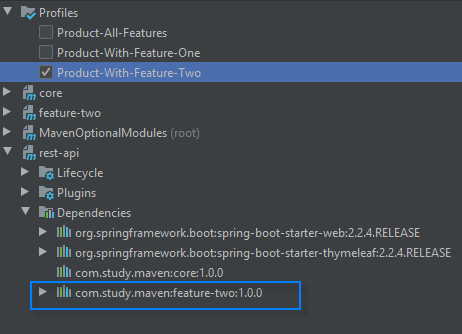 Profiles
Product-All-Features
Product-With-Feature-One
Product-With-Feature-Two
core
feature-two
MavenOptionalModules (root)
rest-api
Lifecycle
Plugins
Dependencies
org.springframework.boot:spring-boot-starter-web:2.2.4.RELEASE
org.springframework.boot:spring-boot-starter-thymeleaf:2.2.4.RELEASE
com.study.maven:core:1.0.0
com.study.maven:feature-two:1.0.0